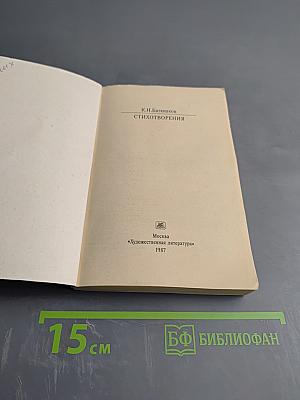 К.Н.Батюшков
СТИХОТВОРЕНИЯ
Москва
«Художественная литература»
1987
15 см
БФ БИБЛИОФАН